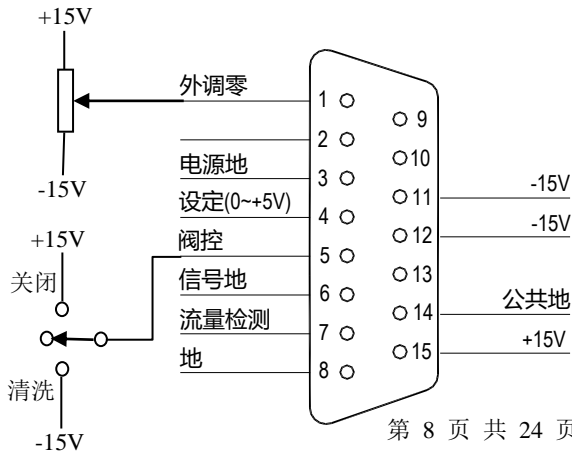 +15V
外调零
-15V
电源地
设定(0~+5V)
+15V
阀控
关闭
信号地
流量检测
地
清洗
-15V
1
2
3
4
5
6
7
8
9
10
11
12
13
14
15
-15V
-15V
公共地
+15V
第 8 页 共 24 页